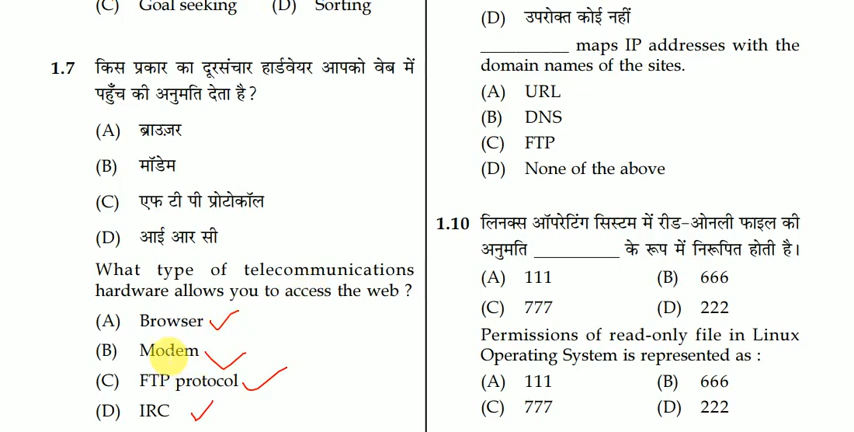 (C) Goal seeking (D) Sorting
1.7 किस प्रकार का दूरसंचार हार्डवेयर आपको वेब में
पहुँच की अनुमति देता है ?
(A) ब्राउज़र
(B) मॉडेम
(C) एफ टी पी प्रोटोकॉल
(D) आई आर सी
What type of telecommunications
hardware allows you to access the web ?
(A) Browser
(B) Modem
(C) FTP protocol
(D) IRC
(D) उपरोक्त कोई नहीं
__________ maps IP addresses with the
domain names of the sites.
(A) URL
(B) DNS
(C) FTP
(D) None of the above
1.10 लिनक्स ऑपरेटिंग सिस्टम में रीड-ओनली फाइल की
अनुमति __________ के रूप में निरूपित होती है।
(A) 111 (B) 666
(C) 777 (D) 222
Permissions of read-only file in Linux
Operating System is represented as :
(A) 111 (B) 666
(C) 777 (D) 222